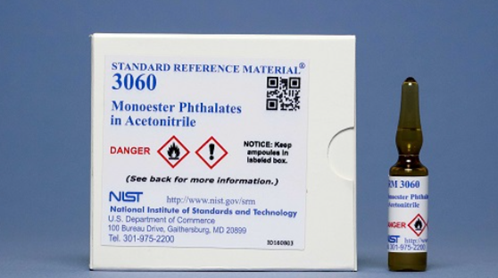 STANDARD REFERENCE MATERIAL®
3060
Monoester Phthalates
in Acetonitrile
DANGER
NOTICE: Keep
ampoules in
labeled box.
(See back for more information.)
NIST http://www.nist.gov/srm
National Institute of Standards and Technology
U.S. Department of Commerce
100 Bureau Drive, Gaithersburg, MD 20899
Tel. 301-975-2200
SRM 3060
Monoester Phthalates
Acetonitrile
DANGER
NIST